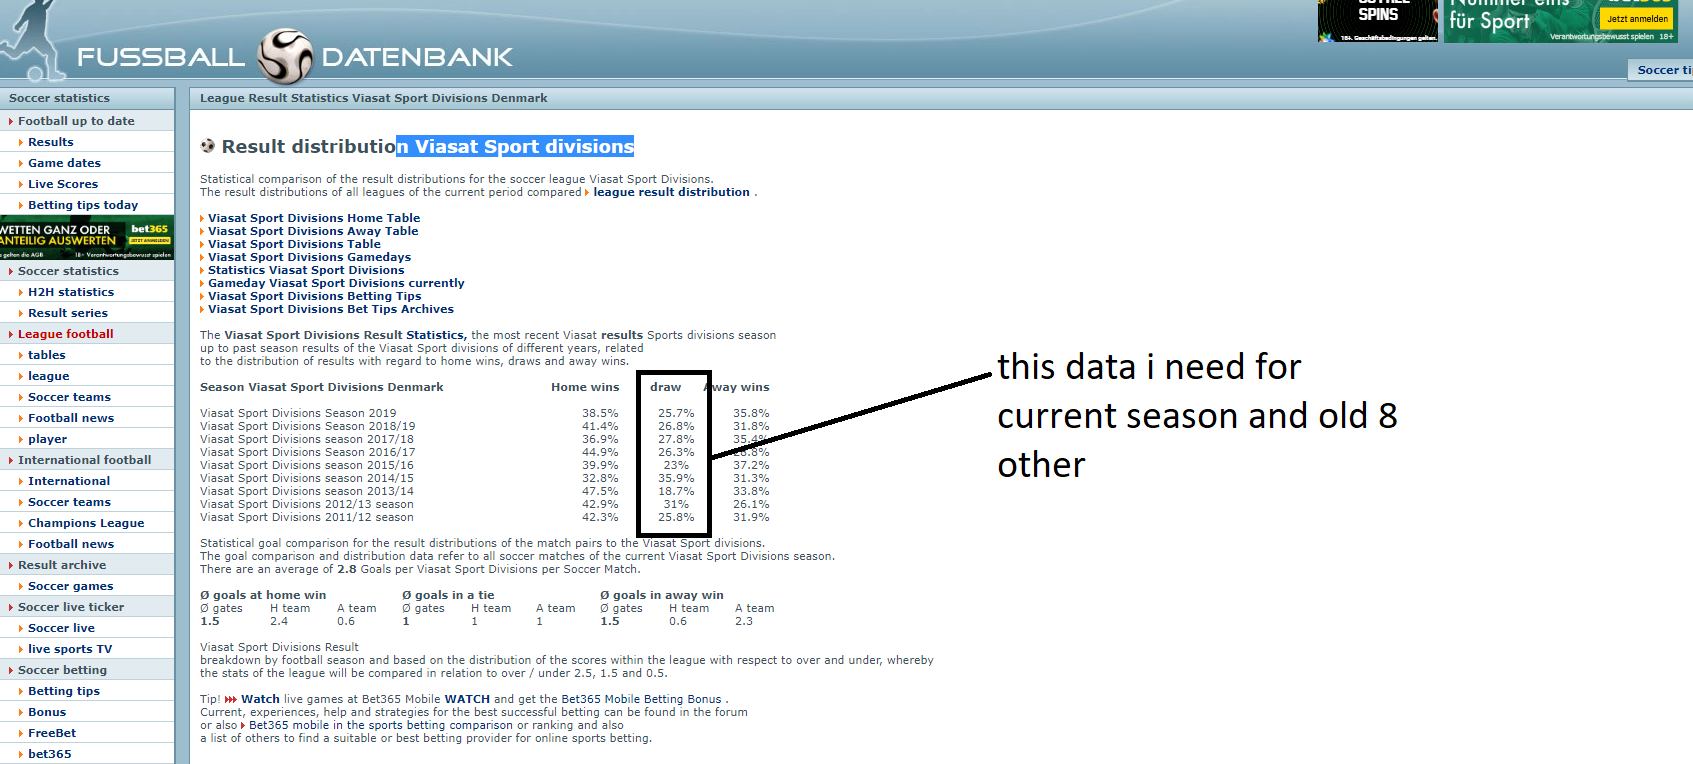 SPINS
18+. Geschäftsbedingungen gelten.
für Sport
bet365
Jetzt anmelden
Verantwortungsbewusst spielen 18+
FUSSBALL DATENBANK
Soccer ti
Soccer statistics
Football up to date
Results
Game dates
Live Scores
Betting tips today
WETTEN GANZ ODER
ANTEILIG AUSWERTEN
bet365
JETZT ANMELDEN
Es gelten die AGB 18+ Verantwortungsbewusst spielen
Soccer statistics
H2H statistics
Result series
League football
tables
league
Soccer teams
Football news
player
International football
International
Soccer teams
Champions League
Football news
Result archive
Soccer games
Soccer live ticker
Soccer live
live sports TV
Soccer betting
Betting tips
Bonus
FreeBet
bet365
League Result Statistics Viasat Sport Divisions Denmark
Result distribution Viasat Sport divisions
Statistical comparison of the result distributions for the soccer league Viasat Sport Divisions.
The result distributions of all leagues of the current period compared league result distribution .
Viasat Sport Divisions Home Table
Viasat Sport Divisions Away Table
Viasat Sport Divisions Table
Viasat Sport Divisions Gamedays
Statistics Viasat Sport Divisions
Gameday Viasat Sport Divisions currently
Viasat Sport Divisions Betting Tips
Viasat Sport Divisions Bet Tips Archives
The Viasat Sport Divisions Result Statistics, the most recent Viasat results Sports divisions season
up to past season results of the Viasat Sport divisions of different years, related
to the distribution of results with regard to home wins, draws and away wins.
Season Viasat Sport Divisions Denmark Home wins draw Away wins
Viasat Sport Divisions Season 2019 38.5% 25.7% 35.8%
Viasat Sport Divisions Season 2018/19 41.4% 26.8% 31.8%
Viasat Sport Divisions season 2017/18 36.9% 27.8% 35.4%
Viasat Sport Divisions Season 2016/17 44.9% 26.3% 28.8%
Viasat Sport Divisions season 2015/16 39.9% 23% 37.2%
Viasat Sport Divisions season 2014/15 32.8% 35.9% 31.3%
Viasat Sport Divisions season 2013/14 47.5% 18.7% 33.8%
Viasat Sport Divisions 2012/13 season 42.9% 31% 26.1%
Viasat Sport Divisions 2011/12 season 42.3% 25.8% 31.9%
Statistical goal comparison for the result distributions of the match pairs to the Viasat Sport divisions.
The goal comparison and distribution data refer to all soccer matches of the current Viasat Sport Divisions season.
There are an average of 2.8 Goals per Viasat Sport Divisions per Soccer Match.
Ø goals at home win Ø goals in a tie Ø goals in away win
Ø gates H team A team Ø gates H team A team Ø gates H team A team
1.5 2.4 0.6 1 1 1 1.5 0.6 2.3
Viasat Sport Divisions Result
breakdown by football season and based on the distribution of the scores within the league with respect to over and under, whereby
the stats of the league will be compared in relation to over / under 2.5, 1.5 and 0.5.
Tip! Watch live games at Bet365 Mobile WATCH and get the Bet365 Mobile Betting Bonus .
Current, experiences, help and strategies for the best successful betting can be found in the forum
or also Bet365 mobile in the sports betting comparison or ranking and also
a list of others to find a suitable or best betting provider for online sports betting.
this data i need for
current season and old 8
other